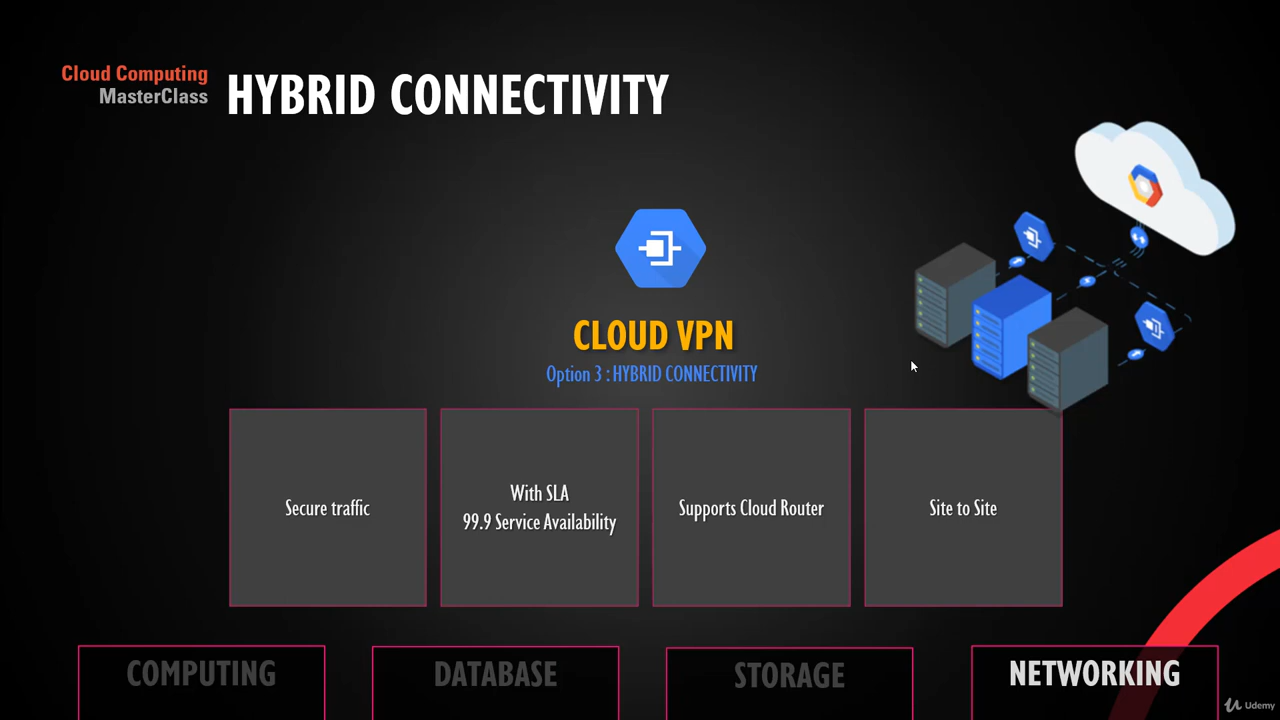 Cloud Computing
MasterClass
HYBRID CONNECTIVITY
CLOUD VPN
Option 3 : HYBRID CONNECTIVITY
Secure traffic
With SLA
99.9 Service Availability
Supports Cloud Router
Site to Site
COMPUTING
DATABASE
STORAGE
NETWORKING
Udemy